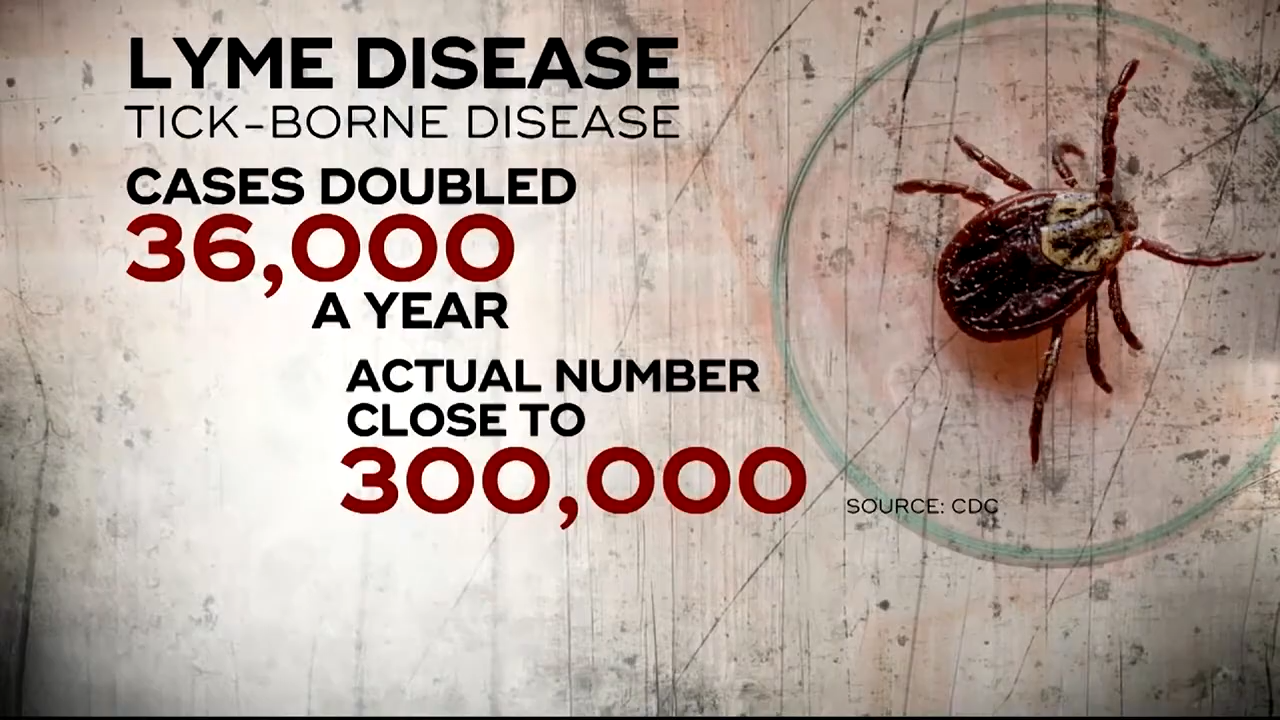 LYME DISEASE
TICK-BORNE DISEASE
CASES DOUBLED
36,000
A YEAR
ACTUAL NUMBER
CLOSE TO
300,000
SOURCE: CDC